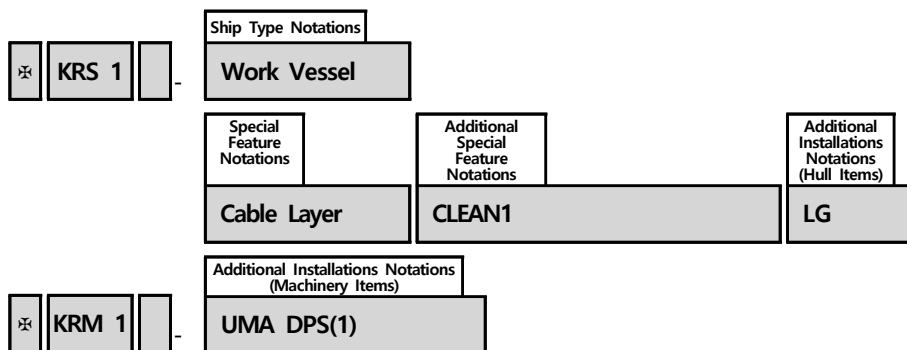 Ship Type Notations
✠ KRS 1 - Work Vessel
Special Feature Notations
Additional Special Feature Notations
Additional Installations Notations (Hull Items)
Cable Layer
CLEAN1
LG
Additional Installations Notations
(Machinery Items)
✠ KRM 1 - UMA DPS(1)